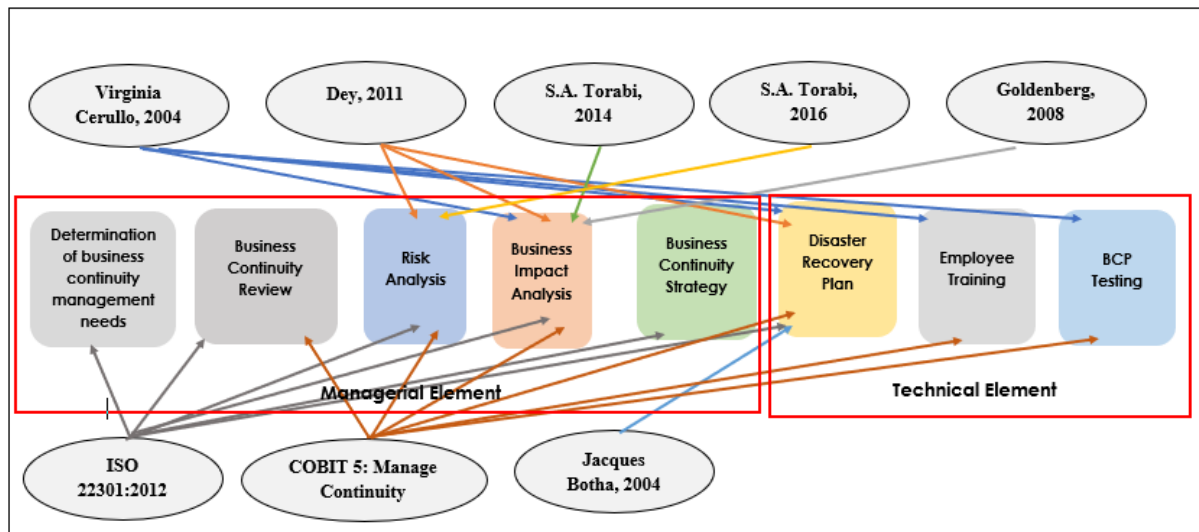 Virginia
Cerullo, 2004
Dey, 2011
S.A. Torabi,
2014
S.A. Torabi,
2016
Goldenberg,
2008
Determination
of business
continuity
management
needs
Business
Continuity
Review
Risk
Analysis
Business
Impact
Analysis
Business
Continuity
Strategy
Disaster
Recovery
Plan
Employee
Training
BCP
Testing
Managerial Element
Technical Element
ISO
22301:2012
COBIT 5: Manage
Continuity
Jacques
Botha, 2004